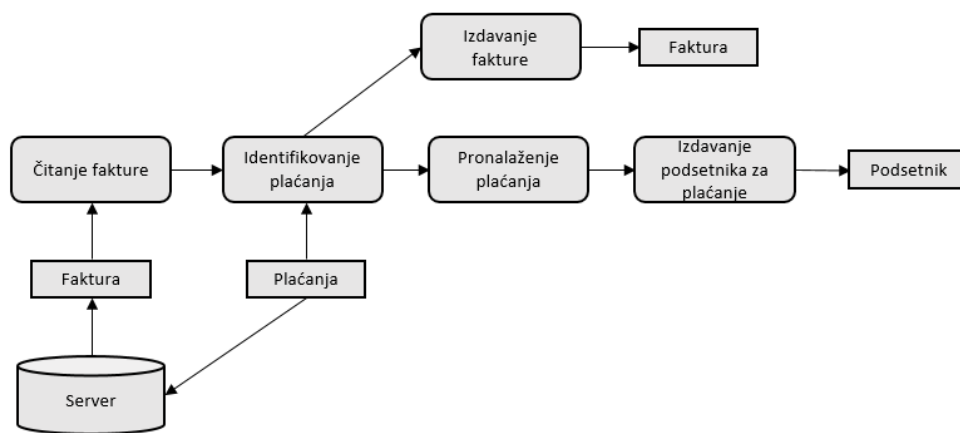 Izdavanje
fakture
Faktura
Čitanje fakture
Identifikovanje
plaćanja
Pronalaženje
plaćanja
Izdavanje
podsetnika za
plaćanje
Podsetnik
Faktura
Plaćanja
Server